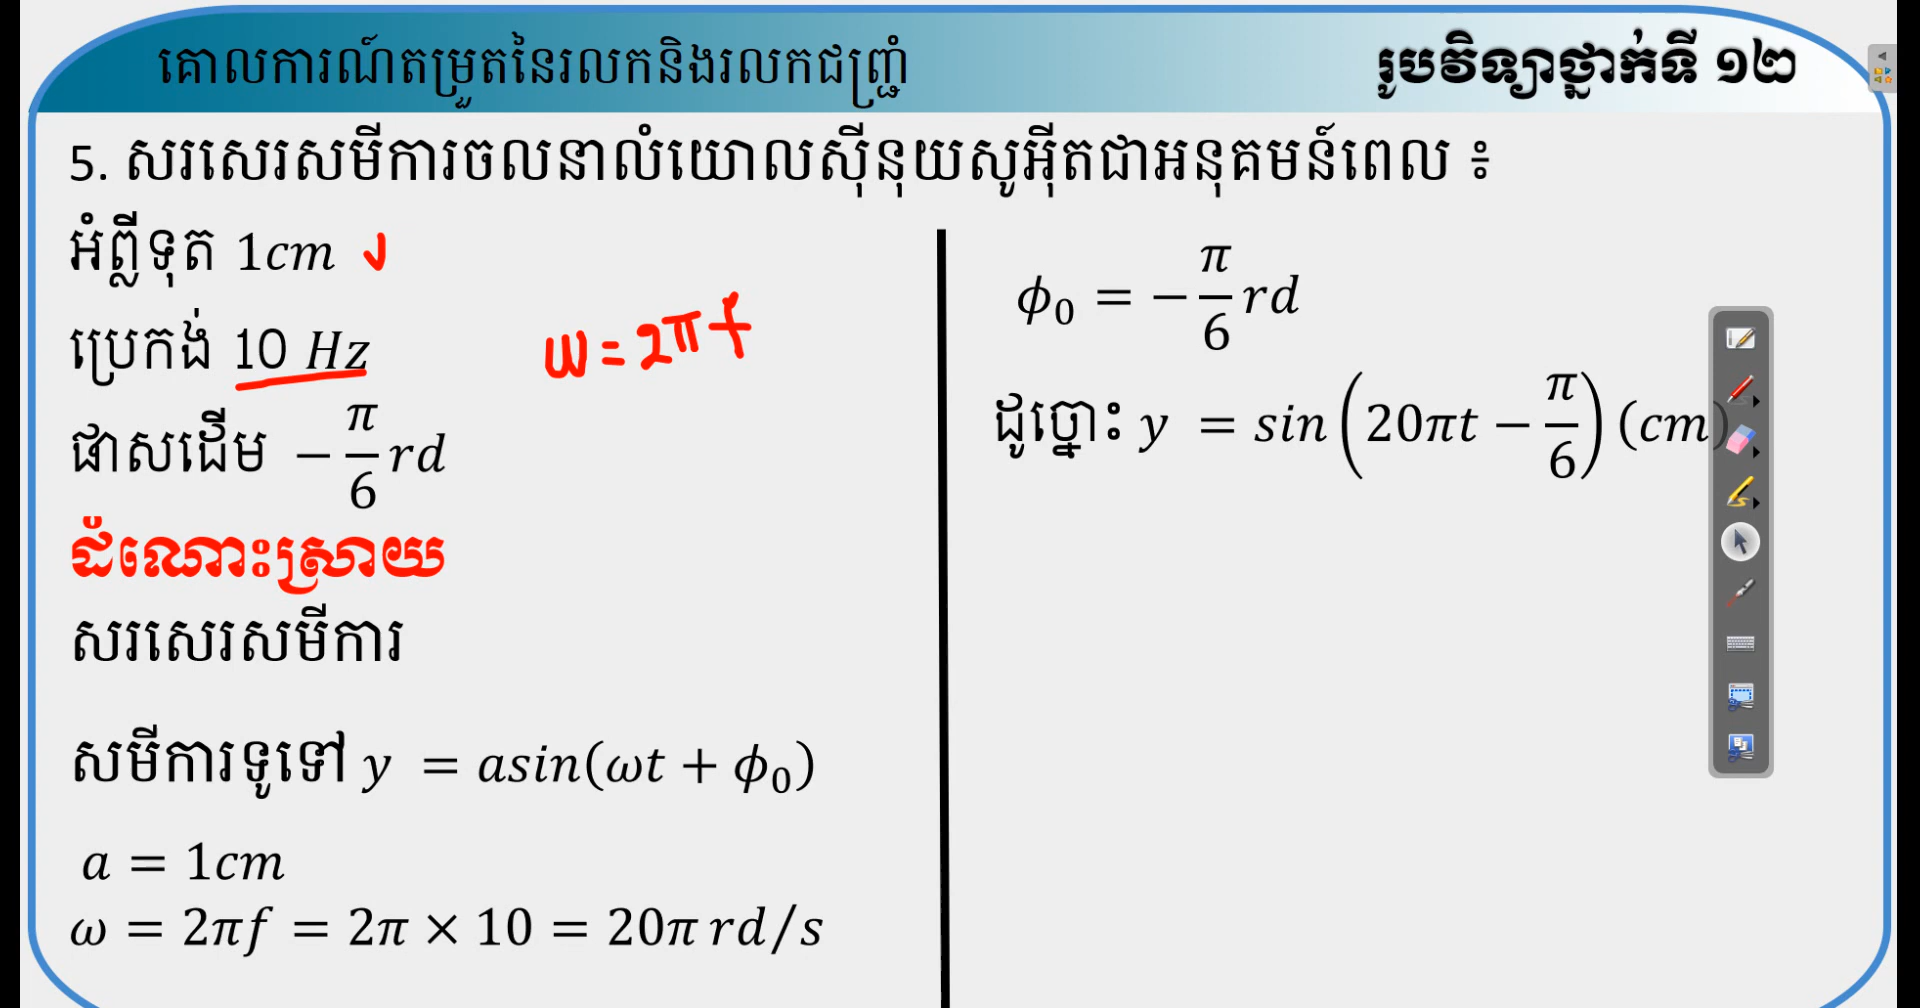 គោលការណ៍តម្រួតនៃរលកនិងរលកជញ្ជ្រំ
រូបវិទ្យាថ្នាក់ទី ១២
5. សរសេរសមីការចលនាលំយោលស៊ីនុយសូអ៊ីតជាអនុគមន៍ពេល ៖
អំព្លីទុត 1cm
ប្រេកង់ 10 Hz
ω = 2πf
ផាសដើម −π/6 rd
ដំណោះស្រាយ
សរសេរសមីការ
សមីការទូទៅ y = asin(ωt + ϕ₀)
a = 1cm
ω = 2πf = 2π × 10 = 20π rd/s
ϕ₀ = −π/6 rd
ដូច្នោះ y = sin(20πt − π/6) (cm)